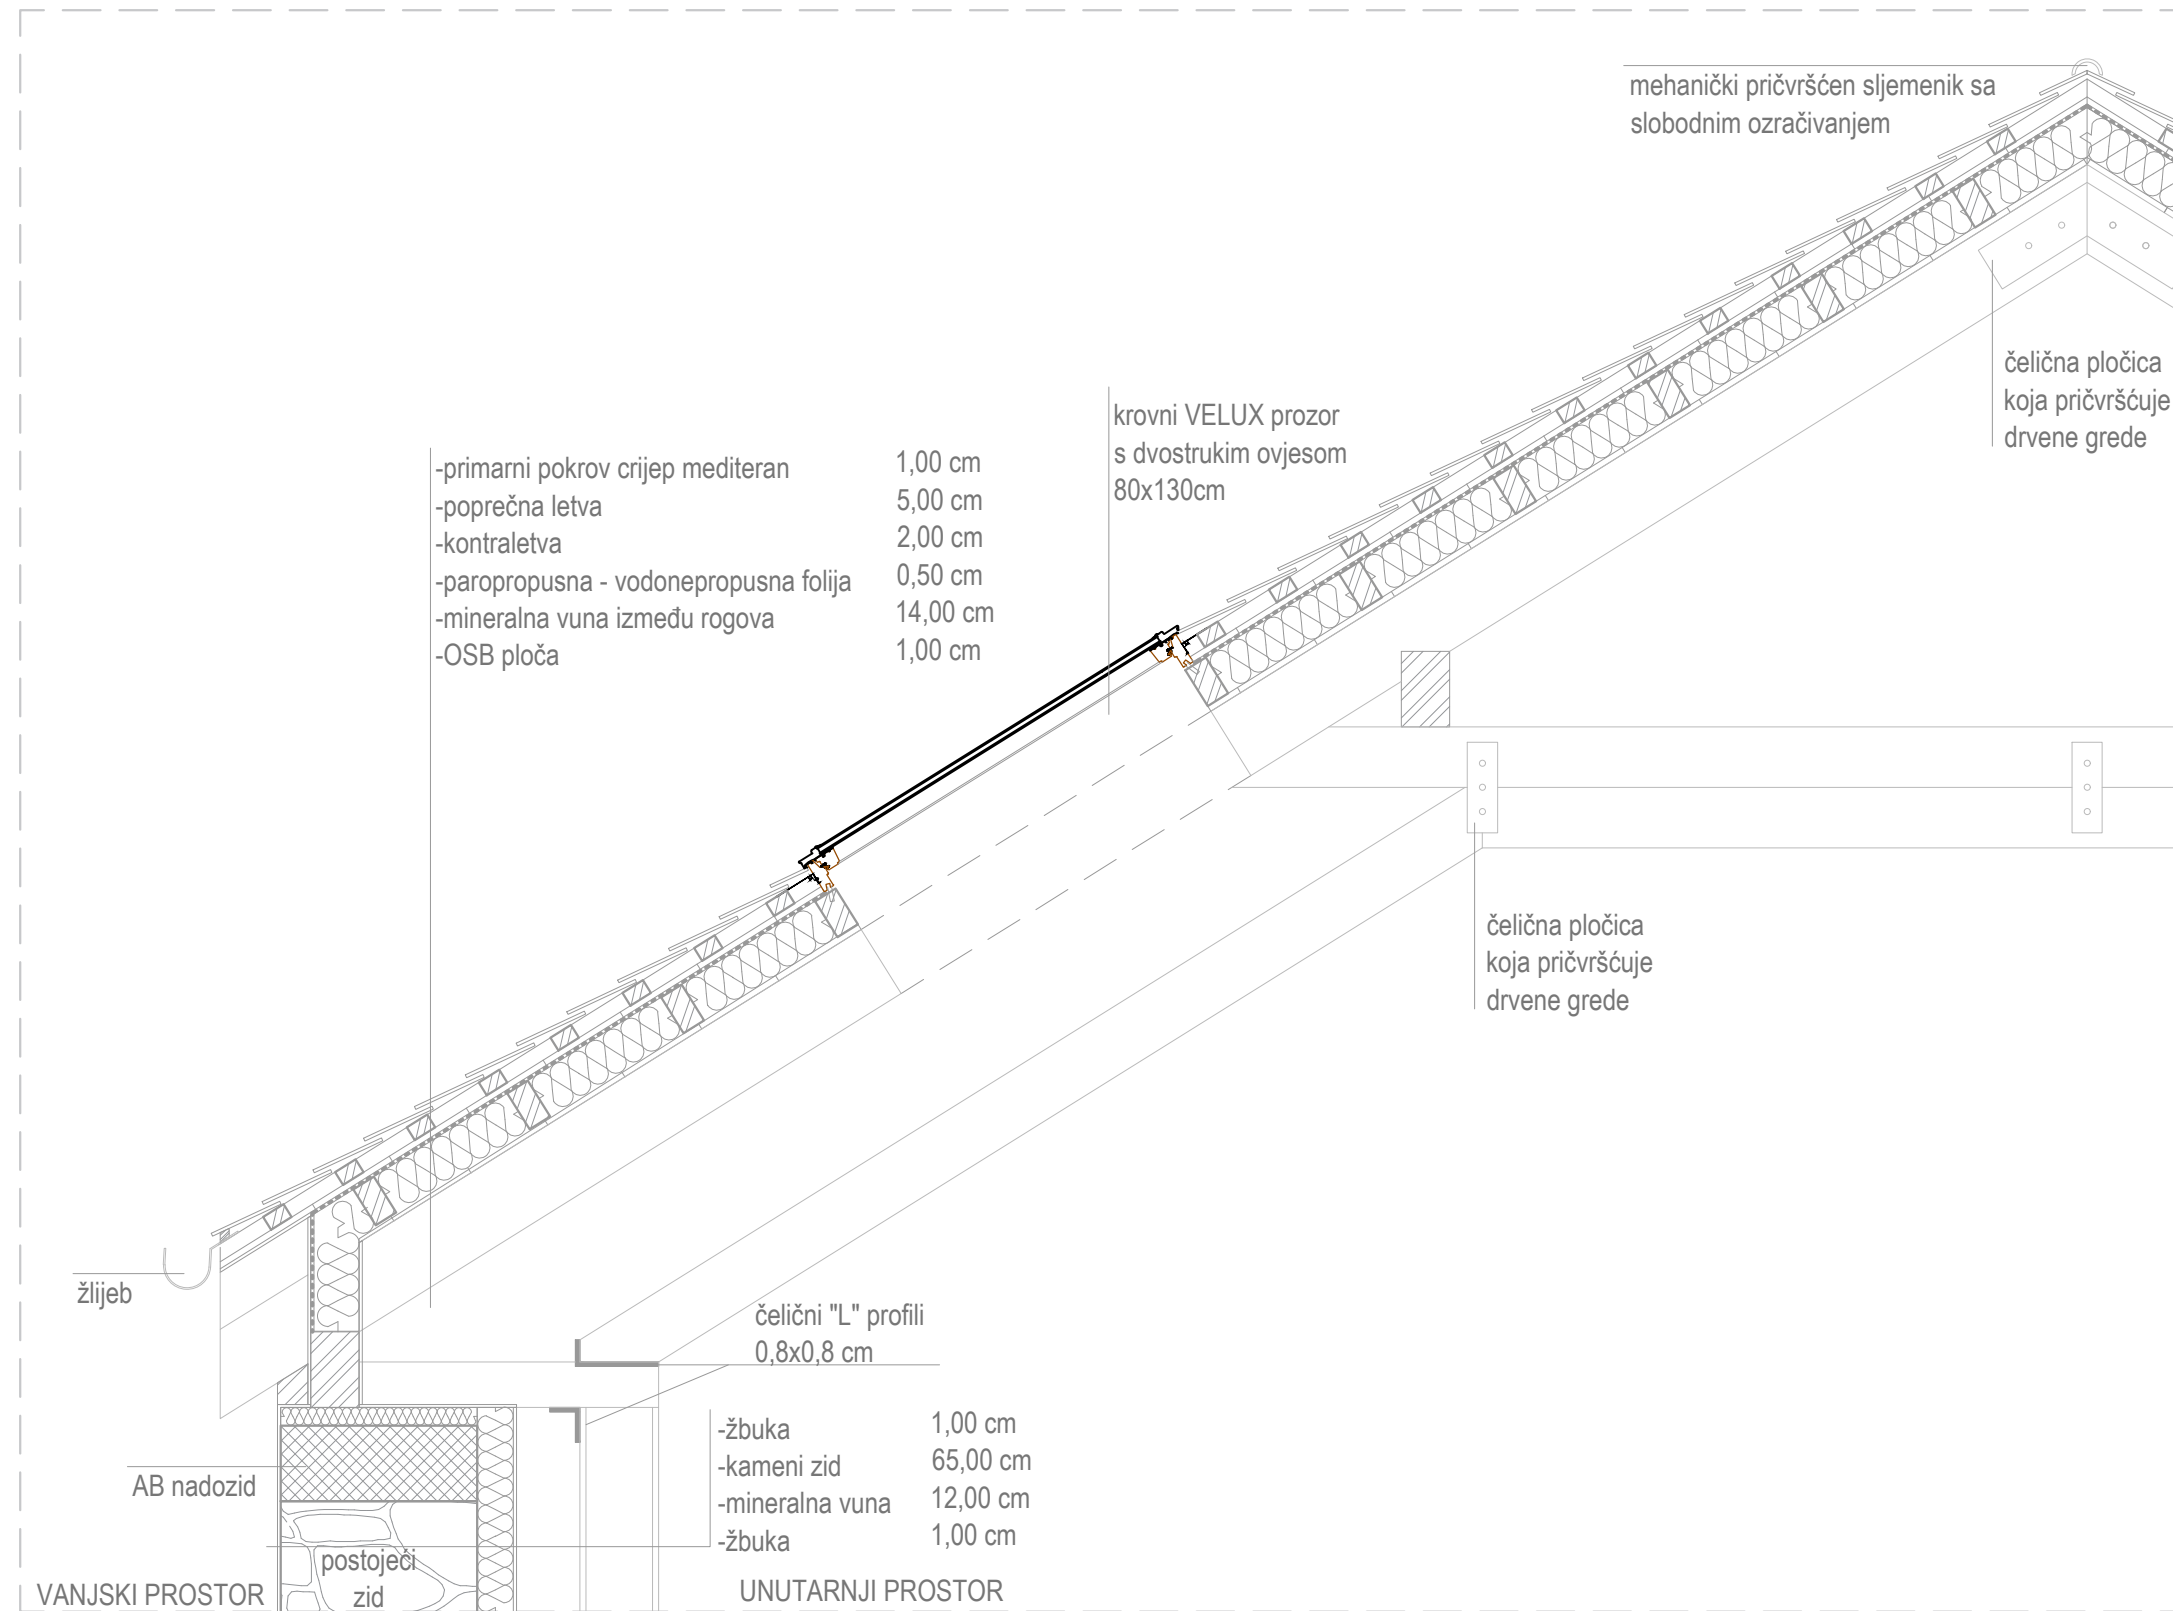 mehanički pričvršćen sljemenik sa
slobodnim ozračivanjem
čelična pločica
koja pričvršćuje
drvene grede
krovni VELUX prozor
s dvostrukim ovjesom
80x130cm
-primarni pokrov crijep mediteran 1,00 cm
-poprečna letva 5,00 cm
-kontraletva 2,00 cm
-paropropusna - vodonepropusna folija 0,50 cm
-mineralna vuna između rogova 14,00 cm
-OSB ploča 1,00 cm
čelična pločica
koja pričvršćuje
drvene grede
žlijeb
čelični "L" profili
0,8x0,8 cm
-žbuka 1,00 cm
-kameni zid 65,00 cm
-mineralna vuna 12,00 cm
-žbuka 1,00 cm
AB nadozid
postojeći
zid
VANJSKI PROSTOR
UNUTARNJI PROSTOR